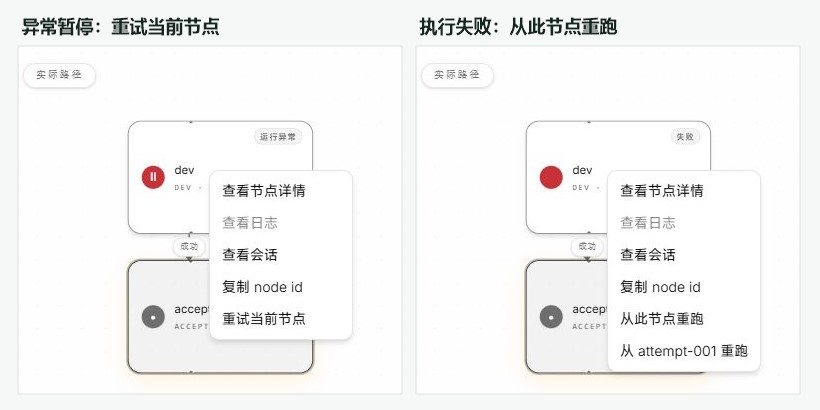 异常暂停：重试当前节点
实际路径
运行异常
dev
DEV ·
成功
accept
ACCEPT
查看节点详情
查看日志
查看会话
复制 node id
重试当前节点
执行失败：从此节点重跑
实际路径
失败
dev
DEV ·
成功
accept
ACCEPT
查看节点详情
查看日志
查看会话
复制 node id
从此节点重跑
从 attempt-001 重跑